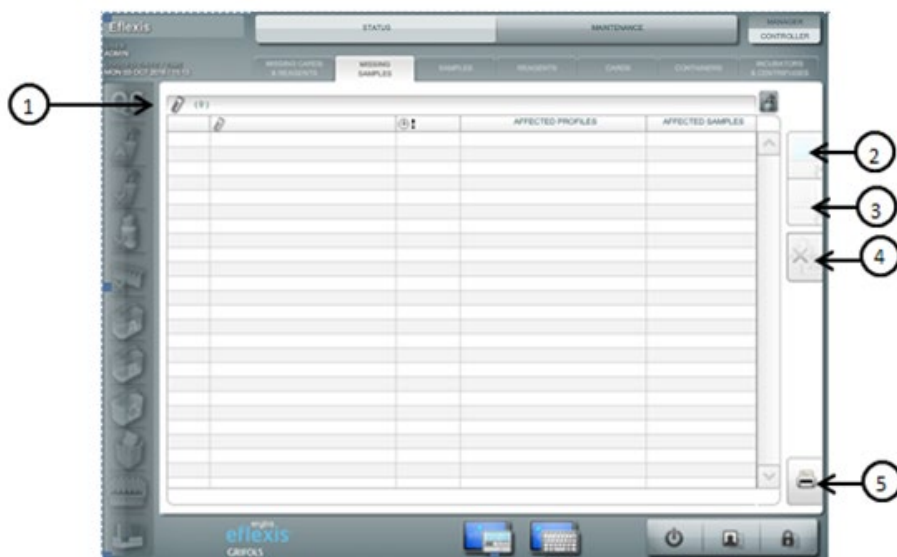 Eflexis
STATUS
MAINTENANCE
MANAGER
CONTROLLER
ADMIN
MISSING CARDS
& REAGENTS
MISSING
SAMPLES
SAMPLES
REAGENTS
CARDS
CONTAINERS
INCUBATORS
& CENTRIFUGES
1
AFFECTED PROFILES
AFFECTED SAMPLES
2
3
4
5
erytra
eflexis
GRIFOLS